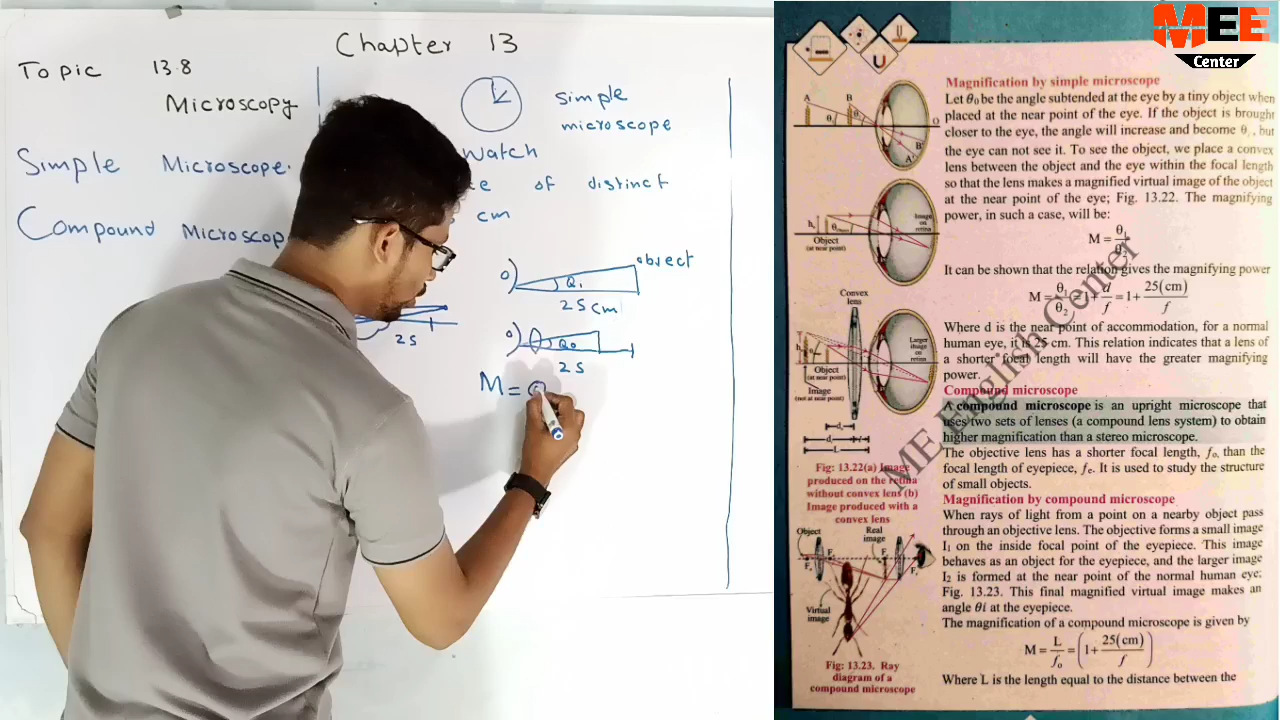 Chapter 13
Topic 13.8
Microscopy
Simple Microscope.
Compound Microscop
simple
microscope
Watch
of distinct
cm
object
O
Q1
25 cm
25
O
Q0
25
M =
MEE
Center
Magnification by simple microscope
Let θ0 be the angle subtended at the eye by a tiny object when
placed at the near point of the eye. If the object is brought
closer to the eye, the angle will increase and become θi, but
the eye can not see it. To see the object, we place a convex
lens between the object and the eye within the focal length
so that the lens makes a magnified virtual image of the object
at the near point of the eye; Fig. 13.22. The magnifying
power, in such a case, will be:
It can be shown that the relation gives the magnifying power
M = θ1/θ2 = 1+ d/f = 1+ 25(cm)/f
Where d is the near point of accommodation, for a normal
human eye, it is 25 cm. This relation indicates that a lens of
a shorter focal length will have the greater magnifying
power.
Compound microscope
A compound microscope is an upright microscope that
uses two sets of lenses (a compound lens system) to obtain
higher magnification than a stereo microscope.
The objective lens has a shorter focal length, fo, than the
focal length of eyepiece, fe. It is used to study the structure
of small objects.
Magnification by compound microscope
When rays of light from a point on a nearby object pass
through an objective lens. The objective forms a small image
I1 on the inside focal point of the eyepiece. This image
behaves as an object for the eyepiece, and the larger image
I2 is formed at the near point of the normal human eye;
Fig. 13.23. This final magnified virtual image makes an
angle θi at the eyepiece.
The magnification of a compound microscope is given by
M = L/fo = (1+ 25(cm)/f)
Where L is the length equal to the distance between the
A
B
O
B'
A'
Image
on
retina
Object
(at near point)
Convex
lens
Larger
image
on
retina
Object
(at near point)
Image
(not at near point)
L
Fig: 13.22(a) Image
produced on the retina
without convex lens (b)
Image produced with a
convex lens
Object
Real
image
Virtual
image
Fig: 13.23. Ray
diagram of a
compound microscope
ME English Center